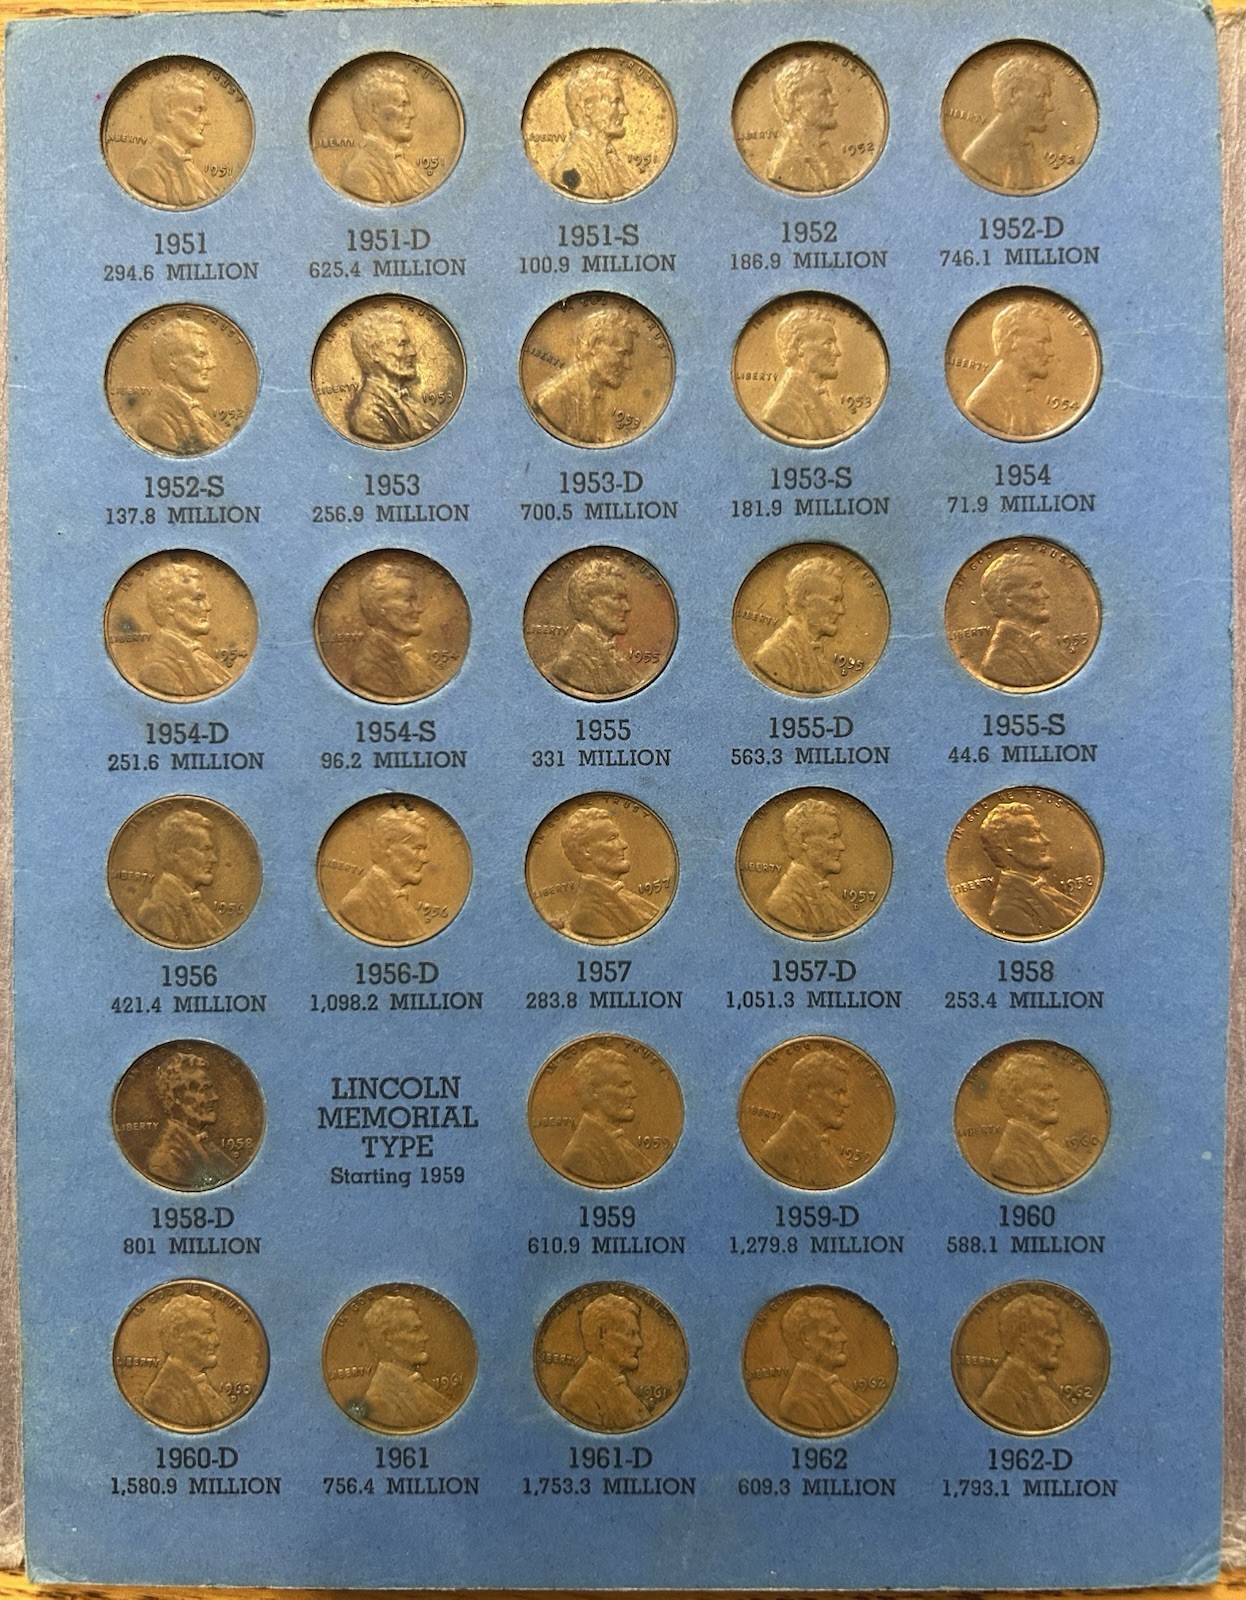 1951 1951-D 1951-S 1952 1952-D
294.6 MILLION 625.4 MILLION 100.9 MILLION 186.9 MILLION 746.1 MILLION
1952-S 1953 1953-D 1953-S 1954
137.8 MILLION 256.9 MILLION 700.5 MILLION 181.9 MILLION 71.9 MILLION
1954-D 1954-S 1955 1955-D 1955-S
251.6 MILLION 96.2 MILLION 331 MILLION 563.3 MILLION 44.6 MILLION
1956 1956-D 1957 1957-D 1958
421.4 MILLION 1,098.2 MILLION 283.8 MILLION 1,051.3 MILLION 253.4 MILLION
LINCOLN
MEMORIAL
TYPE
Starting 1959
1958-D 1959 1959-D 1960
801 MILLION 610.9 MILLION 1,279.8 MILLION 588.1 MILLION
1960-D 1961 1961-D 1962 1962-D
1,580.9 MILLION 756.4 MILLION 1,753.3 MILLION 609.3 MILLION 1,793.1 MILLION